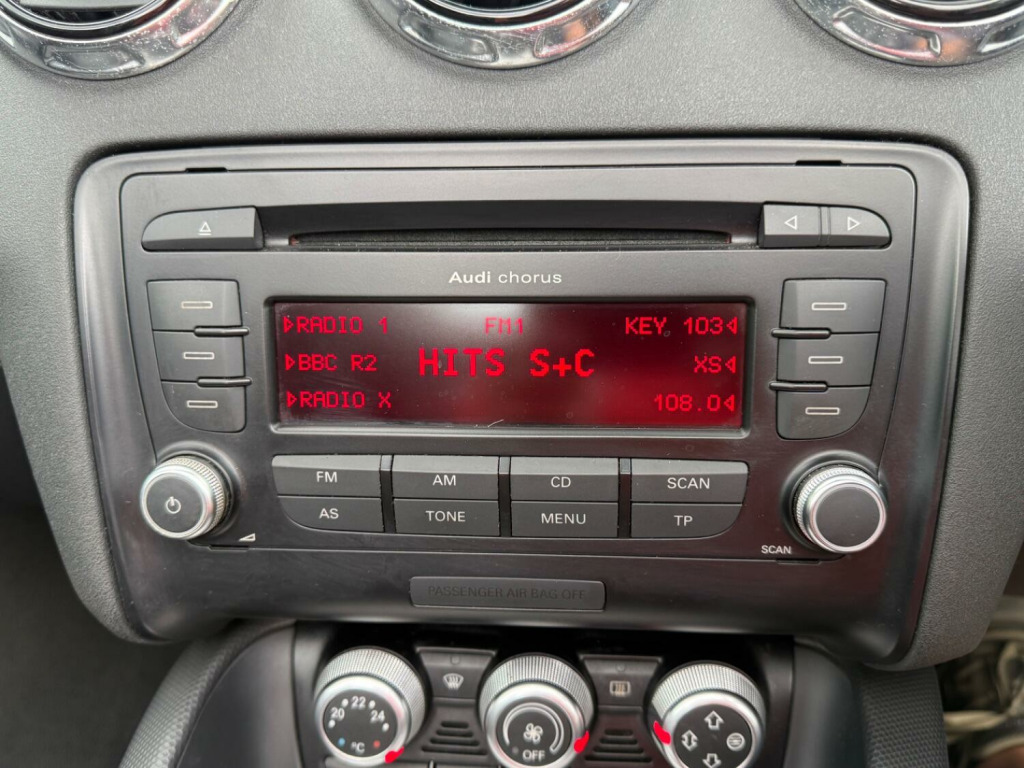 Audi chorus
RADIO 1 FM1 KEY 103
BBC R2 HITS S+C XS
RADIO X 108.0
FM AM CD SCAN
AS TONE MENU TP
SCAN
PASSENGER AIR BAG OFF
20 22 24
°C
OFF